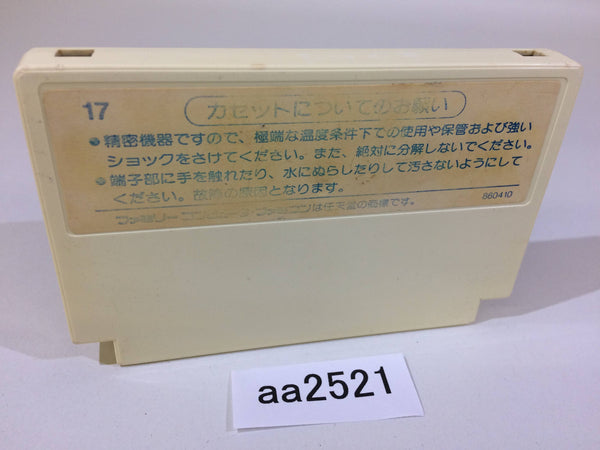 17
カセットについてのお願い
●精密機器ですので、極端な温度条件下での使用や保管および強い
ショックをさけてください。また、絶対に分解しないでください。
●端子部に手を触れたり、水にぬらしたりして汚さないようにして
ください。故障の原因となります。
860410
ファミリーコンピュータ・ファミコンは任天堂の商標です。
aa2521